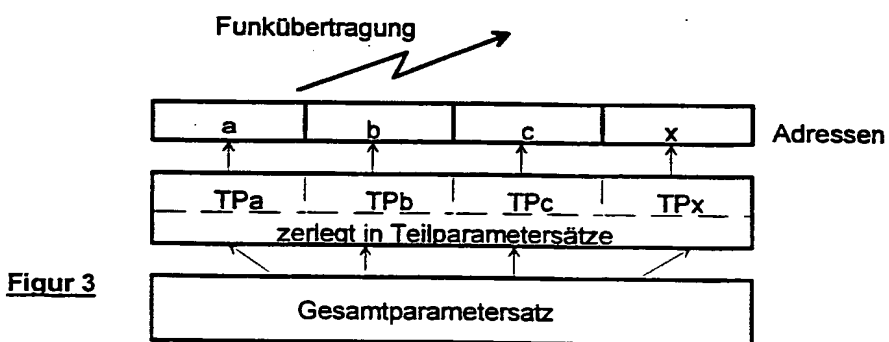 Funkübertragung
a b c x Adressen
TPa TPb TPc TPx
zerlegt in Teilparametersätze
Figur 3
Gesamtparametersatz